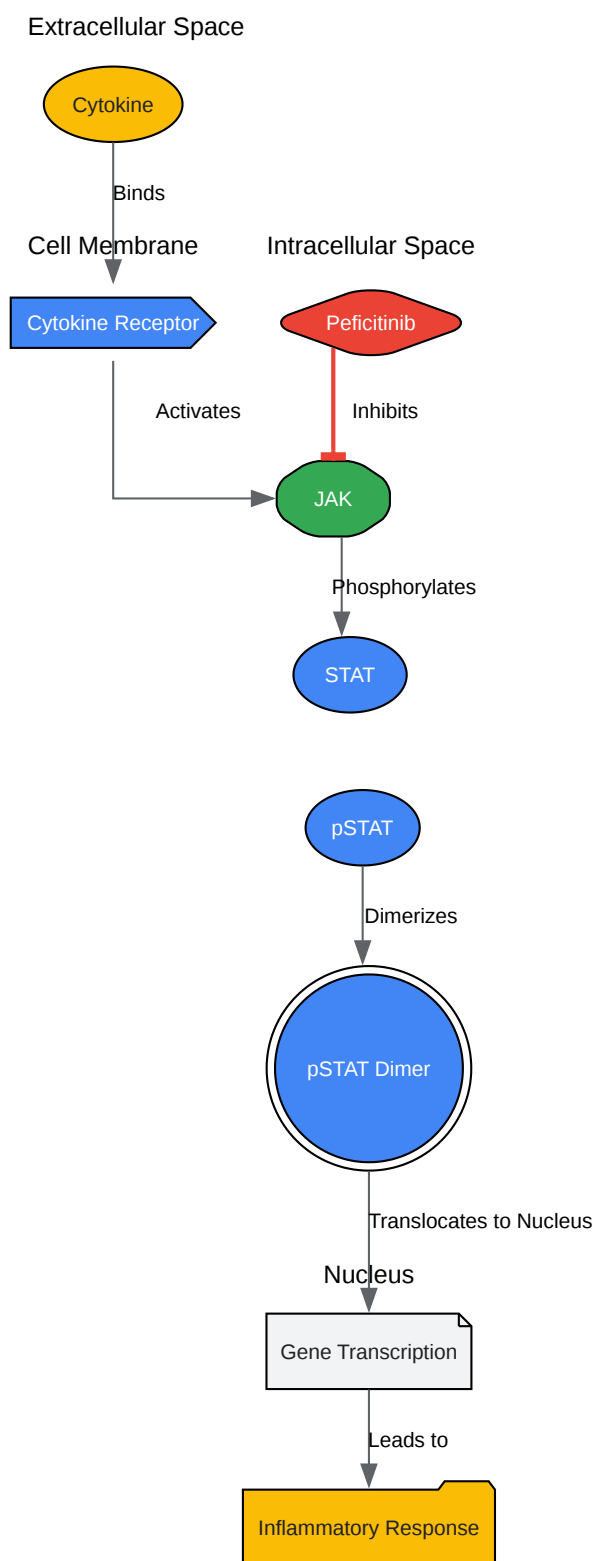 Extracellular Space
Cytokine
Binds
Cell Membrane
Intracellular Space
Cytokine Receptor
Peficitinib
Activates
Inhibits
JAK
Phosphorylates
STAT
pSTAT
Dimerizes
pSTAT Dimer
Translocates to Nucleus
Nucleus
Gene Transcription
Leads to
Inflammatory Response